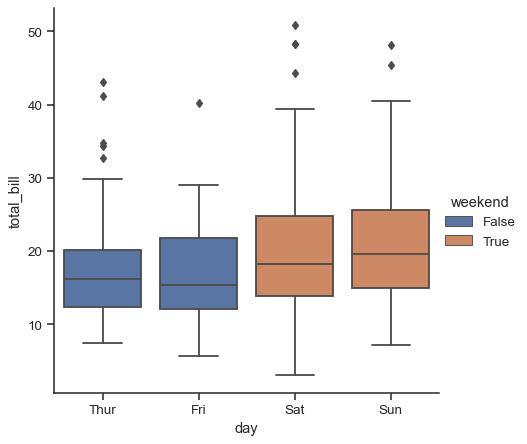 50
40
30
20
10
total_bill
Thur Fri Sat Sun
day
weekend
False
True